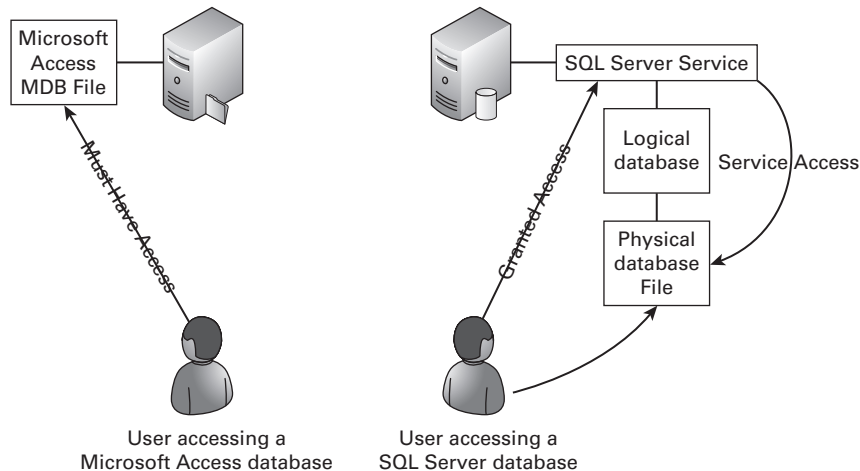 Microsoft
Access
MDB File
Must Have Access
User accessing a
Microsoft Access database
SQL Server Service
Logical
database
Service Access
Granted Access
Physical
database
File
User accessing a
SQL Server database